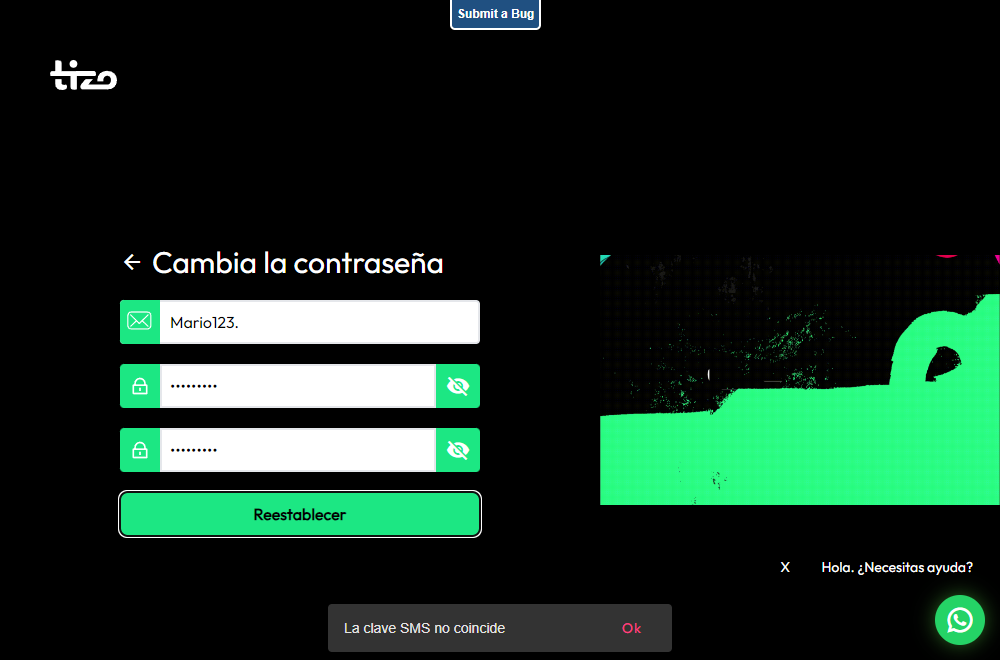 Submit a Bug
tizo
Cambia la contraseña
Mario123.
•••••••••
•••••••••
Reestablecer
X Hola. ¿Necesitas ayuda?
La clave SMS no coincide Ok